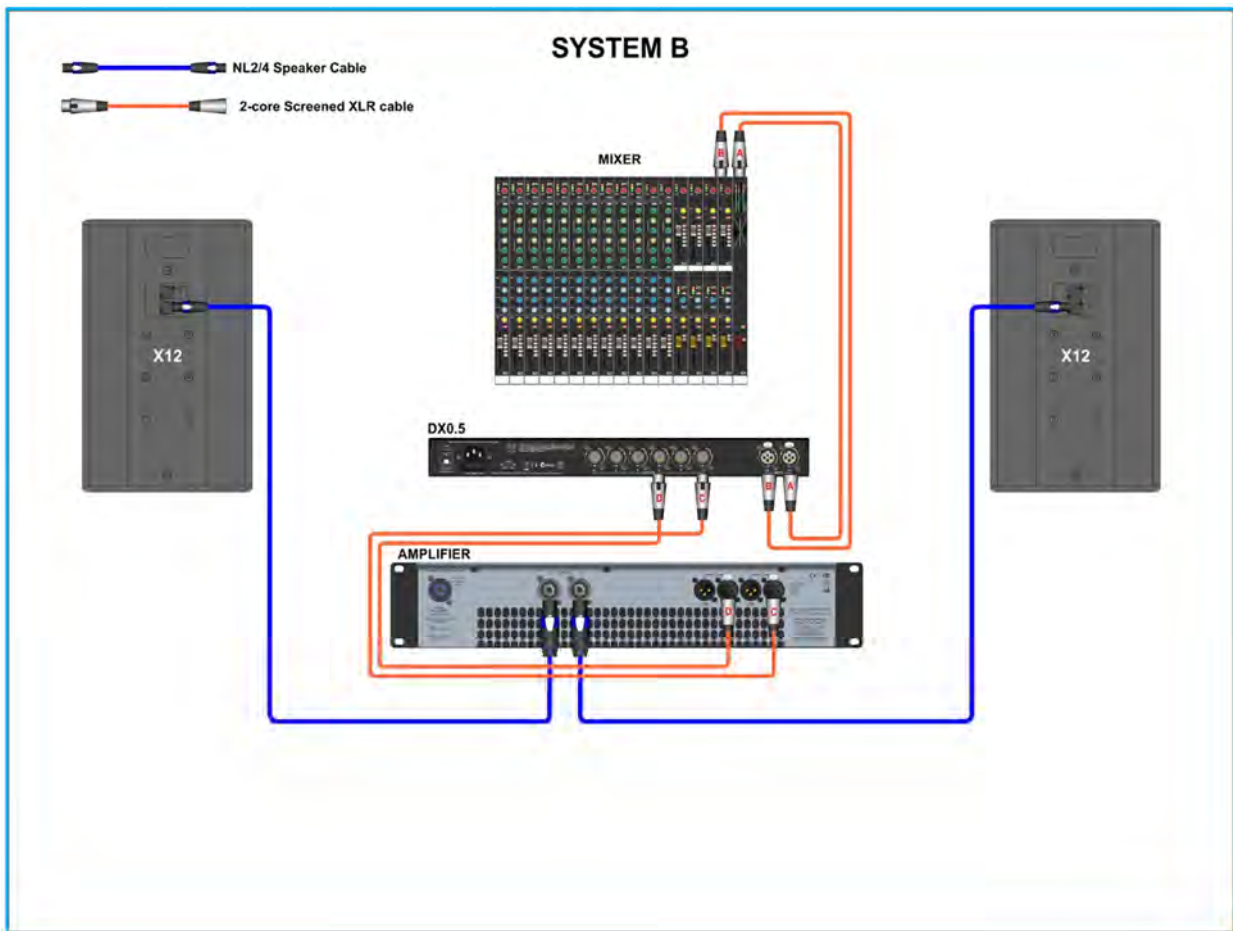 SYSTEM B
NL2/4 Speaker Cable
2-core Screened XLR cable
MIXER
B A
X12
X12
DX0.5
D C B A
AMPLIFIER
D C